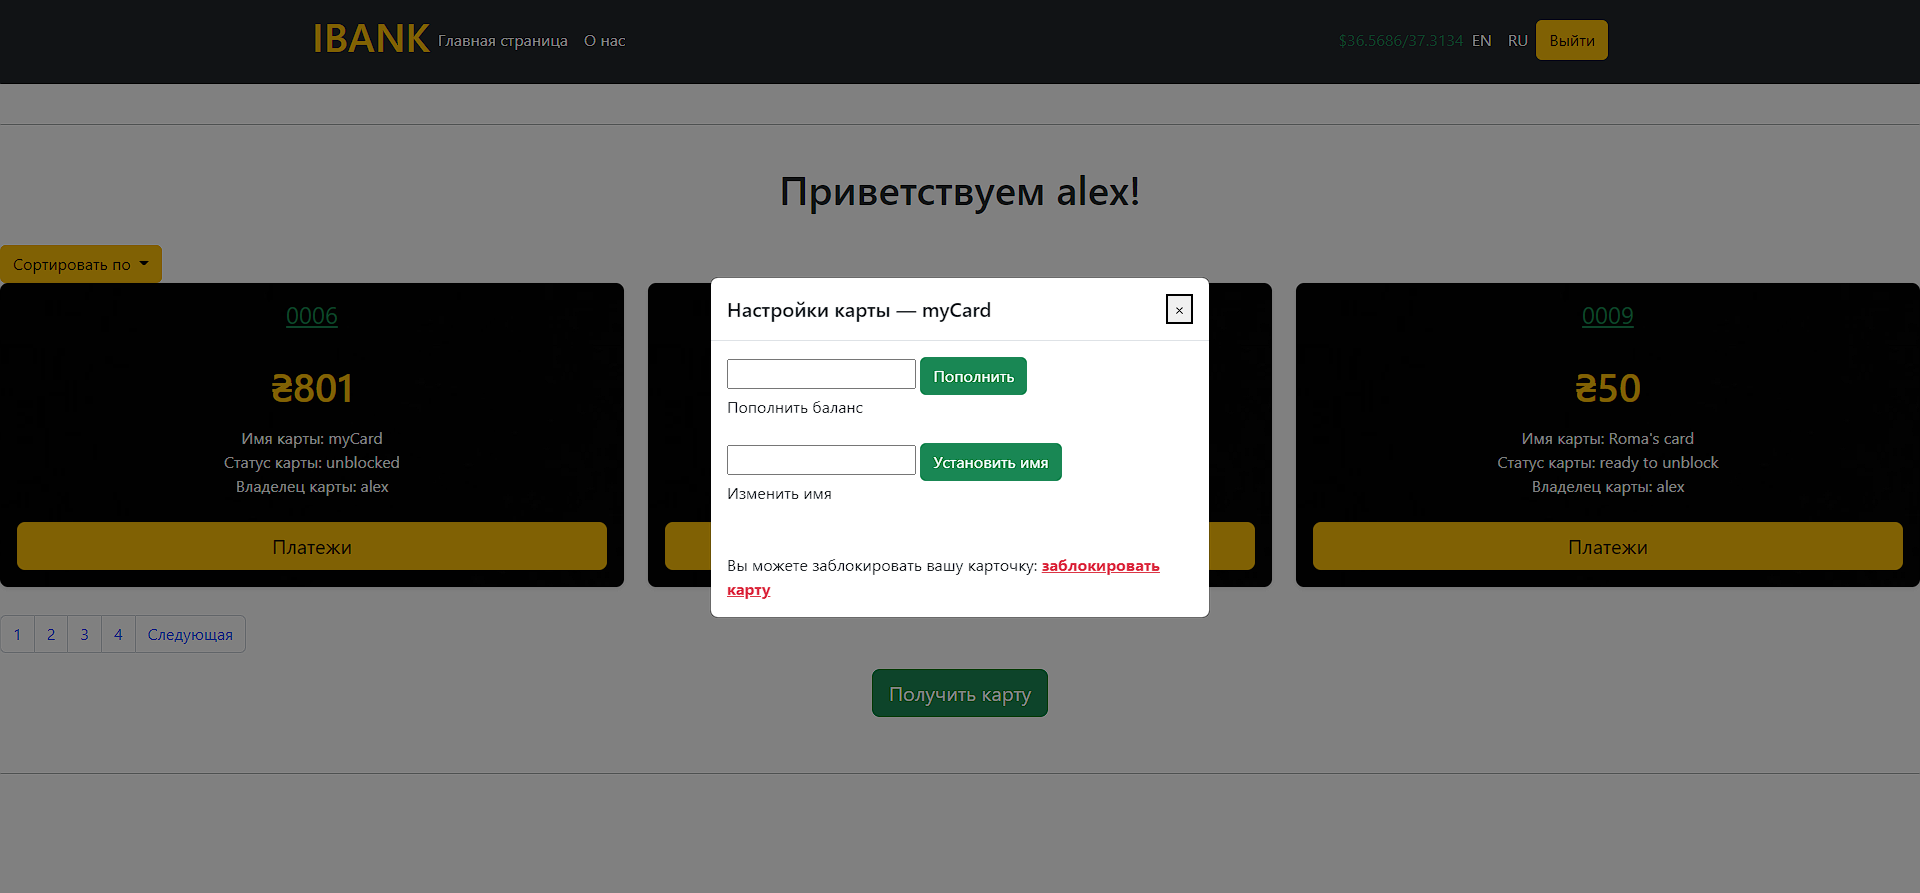 IBANK Главная страница О нас $36.5686/37.3134 EN RU Выйти
Приветствуем alex!
Сортировать по
0006
₴801
Имя карты: myCard
Статус карты: unblocked
Владелец карты: alex
Платежи
Настройки карты — myCard ×
Пополнить
Пополнить баланс
Установить имя
Изменить имя
Вы можете заблокировать вашу карточку: заблокировать
карту
0009
₴50
Имя карты: Roma's card
Статус карты: ready to unblock
Владелец карты: alex
Платежи
1 2 3 4 Следующая
Получить карту